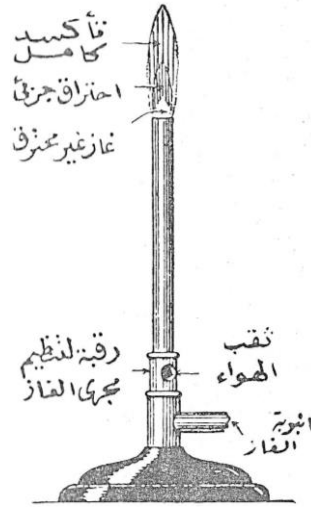 تأكسد
كامل
احتراق جزئي
غاز غير محترق
رقبة لتنظيم
مجرى الغاز
ثقب
الهواء
انبوبة
الغاز